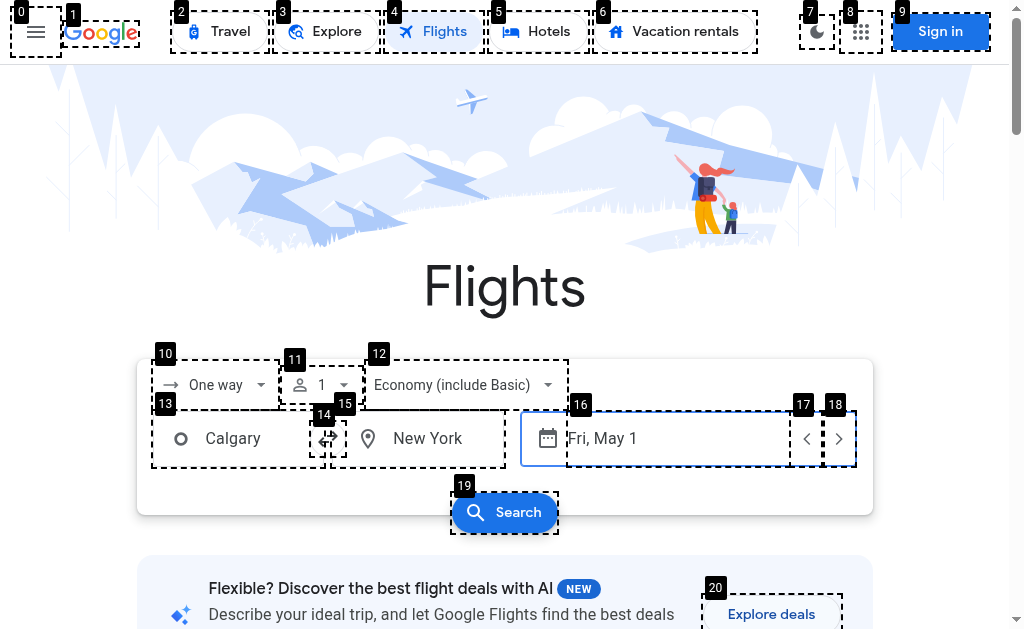 0 1 2 3 4 5 6 7 8 9
Google Travel Explore Flights Hotels Vacation rentals Sign in
Flights
10 11 12
One way 1 Economy (include Basic)
13 14 15 16 17 18
Calgary New York Fri, May 1
19
Search
Flexible? Discover the best flight deals with AI NEW
20
Describe your ideal trip, and let Google Flights find the best deals
Explore deals